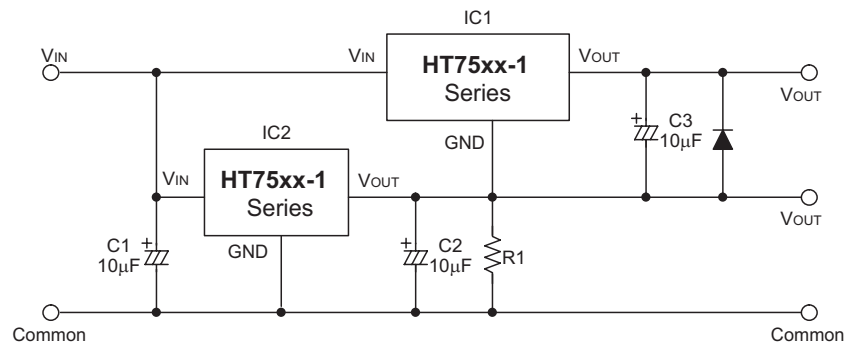 IC1
VIN
VIN
HT75xx-1
Series
VOUT
VOUT
GND
C3
10μF
+
IC2
VIN
HT75xx-1
Series
VOUT
VOUT
GND
C1
10μF
+
C2
10μF
+
R1
Common
Common